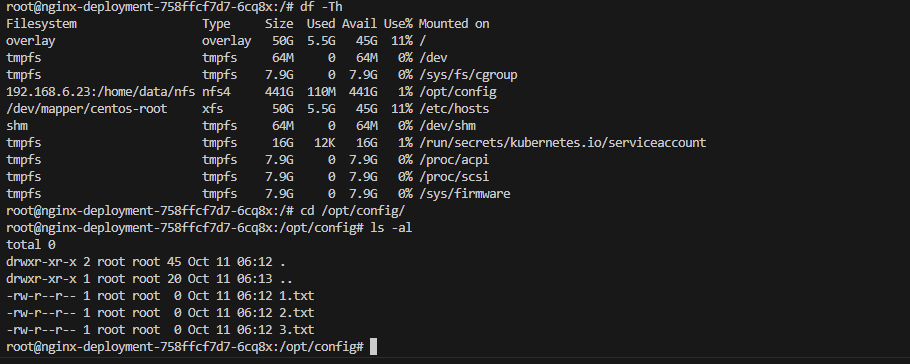 root@nginx-deployment-758ffcf7d7-6cq8x:/# df -Th
Filesystem                 Type     Size  Used Avail Use% Mounted on
overlay                    overlay   50G  5.5G   45G  11% /
tmpfs                      tmpfs     64M     0   64M   0% /dev
tmpfs                      tmpfs    7.9G     0  7.9G   0% /sys/fs/cgroup
192.168.6.23:/home/data/nfs nfs4     441G  110M  441G   1% /opt/config
/dev/mapper/centos-root    xfs       50G  5.5G   45G  11% /etc/hosts
shm                        tmpfs     64M     0   64M   0% /dev/shm
tmpfs                      tmpfs     16G   12K   16G   1% /run/secrets/kubernetes.io/serviceaccount
tmpfs                      tmpfs    7.9G     0  7.9G   0% /proc/acpi
tmpfs                      tmpfs    7.9G     0  7.9G   0% /proc/scsi
tmpfs                      tmpfs    7.9G     0  7.9G   0% /sys/firmware
root@nginx-deployment-758ffcf7d7-6cq8x:/# cd /opt/config/
root@nginx-deployment-758ffcf7d7-6cq8x:/opt/config# ls -al
total 0
drwxr-xr-x 2 root root 45 Oct 11 06:12 .
drwxr-xr-x 1 root root 20 Oct 11 06:13 ..
-rw-r--r-- 1 root root  0 Oct 11 06:12 1.txt
-rw-r--r-- 1 root root  0 Oct 11 06:12 2.txt
-rw-r--r-- 1 root root  0 Oct 11 06:12 3.txt
root@nginx-deployment-758ffcf7d7-6cq8x:/opt/config#